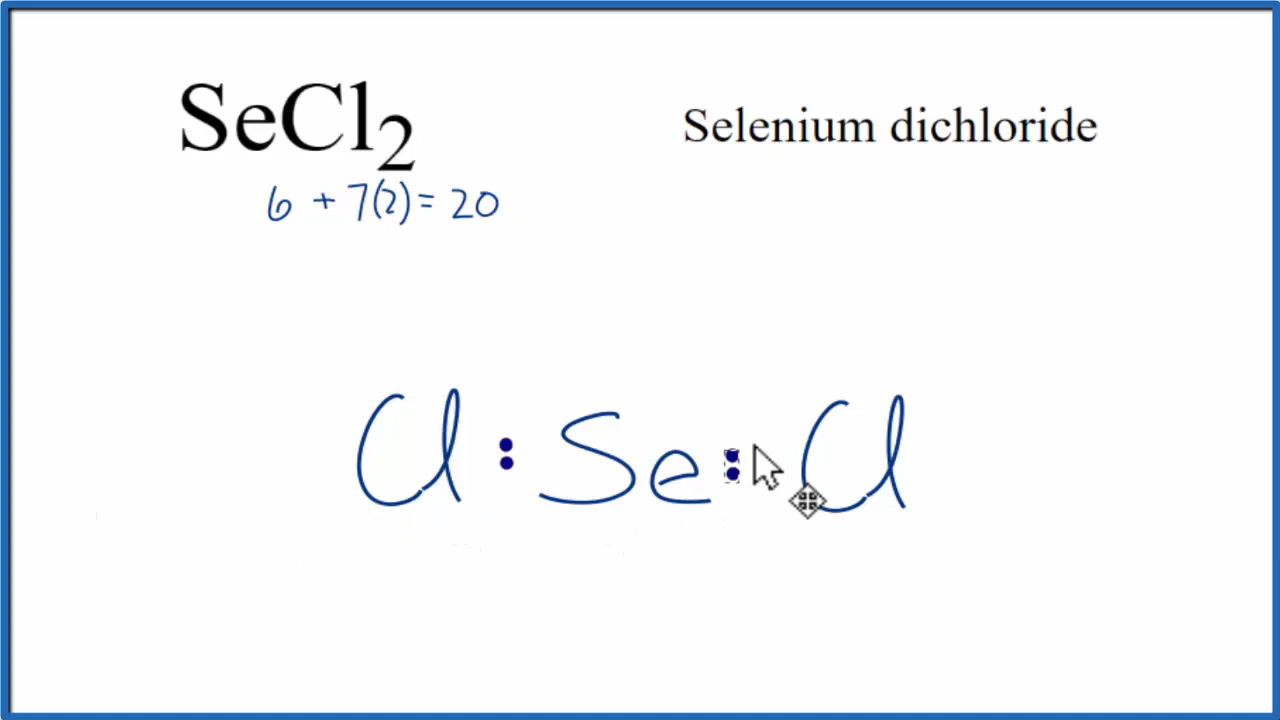 SeCl₂
Selenium dichloride
6 + 7(2) = 20
Cl : Se : Cl